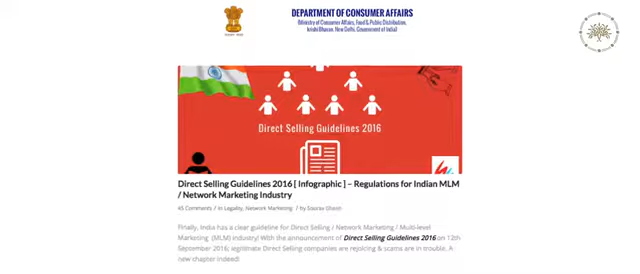 DEPARTMENT OF CONSUMER AFFAIRS
(Ministry of Consumer Affairs, Food & Public Distribution,
Krishi Bhavan, New Delhi, Government of India)
Direct Selling Guidelines 2016
Direct Selling Guidelines 2016 [ Infographic ] – Regulations for Indian MLM
/ Network Marketing Industry
45 Comments / in Legality, Network Marketing / by Sourav Ghosh
Finally, India has a clear guideline for Direct Selling / Network Marketing / Multi-level
Marketing (MLM) industry! With the announcement of Direct Selling Guidelines 2016 on 12th
September 2016; legitimate Direct Selling companies are rejoicing & scams are in trouble. A
new chapter indeed!